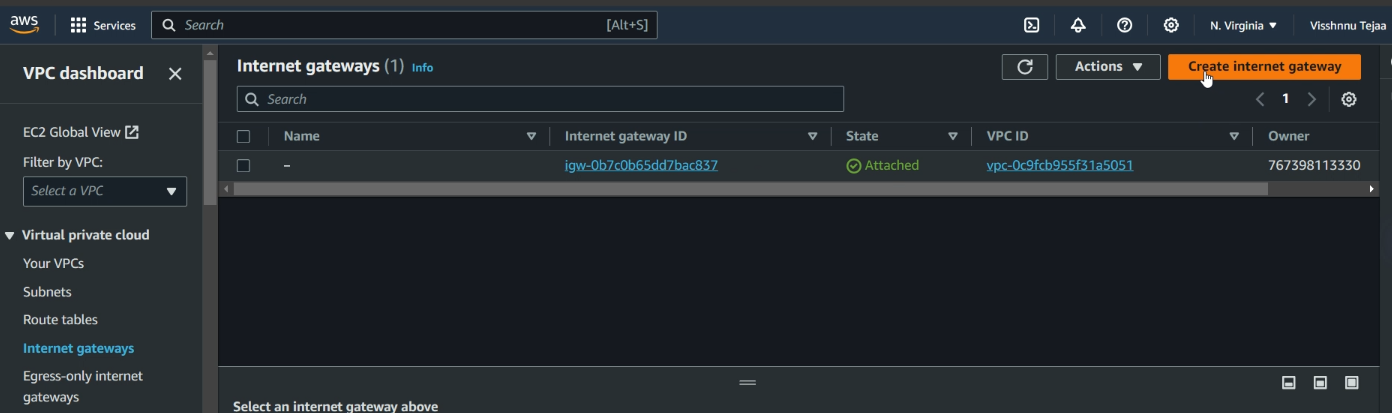 aws Services Search [Alt+S] N. Virginia Visshnnu Tejaa
VPC dashboard
EC2 Global View
Filter by VPC:
Select a VPC
Virtual private cloud
Your VPCs
Subnets
Route tables
Internet gateways
Egress-only internet
gateways
Internet gateways (1) Info Actions Create internet gateway
Search 1
Name Internet gateway ID State VPC ID Owner
– igw-0b7c0b65dd7bac837 Attached vpc-0c9fcb955f31a5051 767398113330
Select an internet gateway above